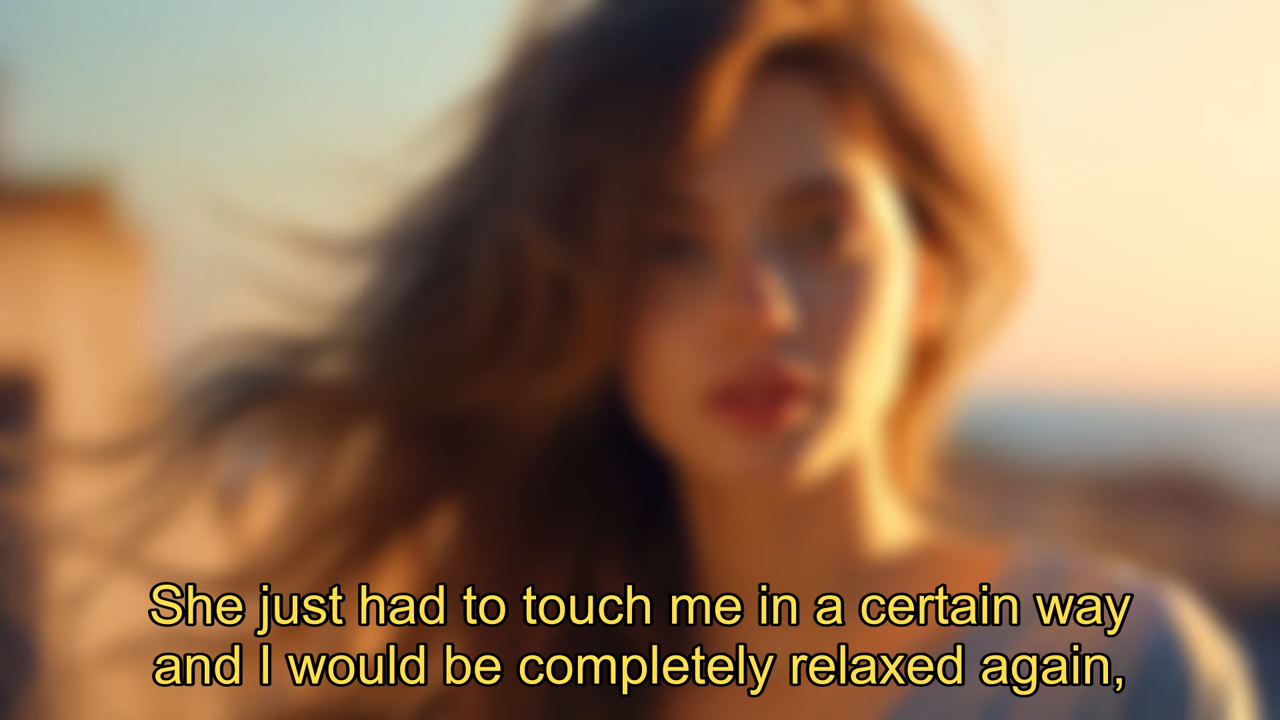 She just had to touch me in a certain way
and I would be completely relaxed again,